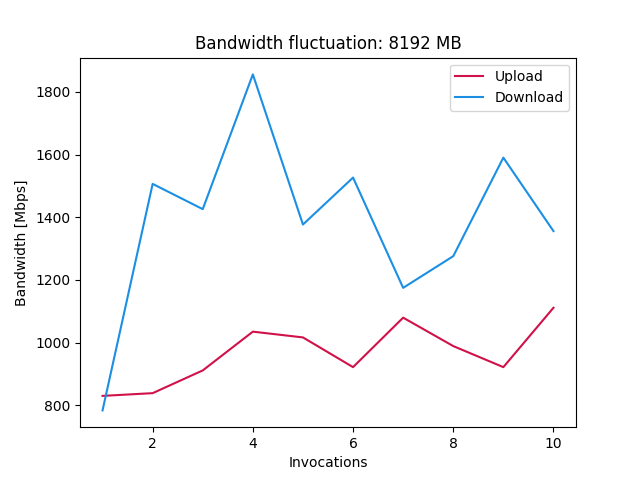 Bandwidth fluctuation: 8192 MB
Upload
Download
1800
1600
1400
1200
1000
800
Bandwidth [Mbps]
2 4 6 8 10
Invocations